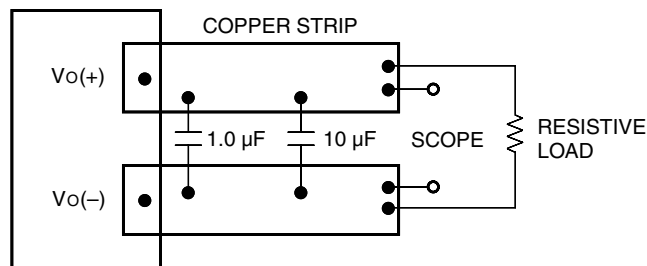 COPPER STRIP
VO(+)
1.0 µF
10 µF
SCOPE
RESISTIVE
LOAD
VO(–)